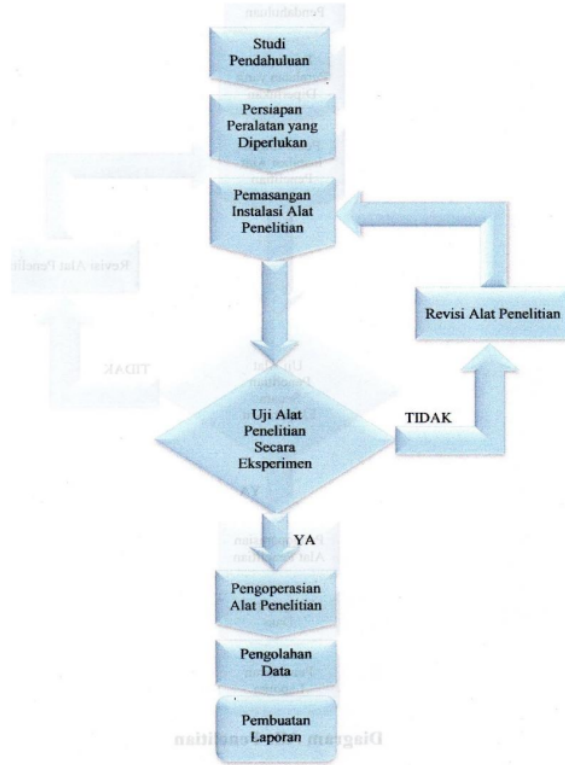 Studi
Pendahuluan
Persiapan
Peralatan yang
Diperlukan
Pemasangan
Instalasi Alat
Penelitian
Revisi Alat Penelitian
Uji Alat
Penelitian
Secara
Eksperimen
TIDAK
YA
Pengoperasian
Alat Penelitian
Pengolahan
Data
Pembuatan
Laporan